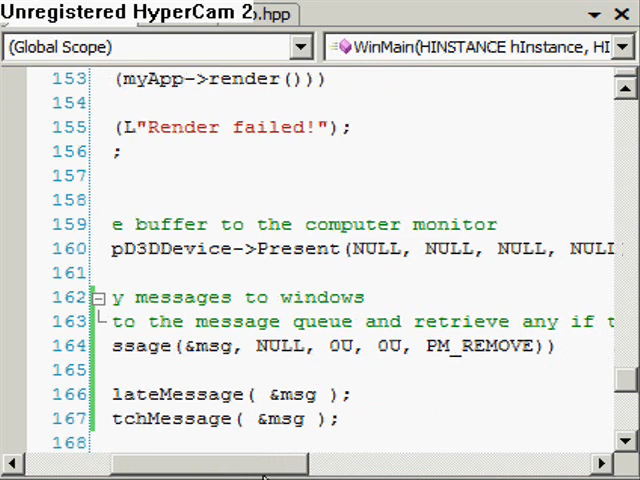 Unregistered HyperCam 2 .hpp
(Global Scope) WinMain(HINSTANCE hInstance, HI
153 (myApp->render()))
154
155 (L"Render failed!");
156 ;
157
158
159 e buffer to the computer monitor
160 pD3DDevice->Present(NULL, NULL, NULL, NULL
161
162 y messages to windows
163 to the message queue and retrieve any if t
164 ssage(&msg, NULL, 0U, 0U, PM_REMOVE))
165
166 lateMessage( &msg );
167 tchMessage( &msg );
168